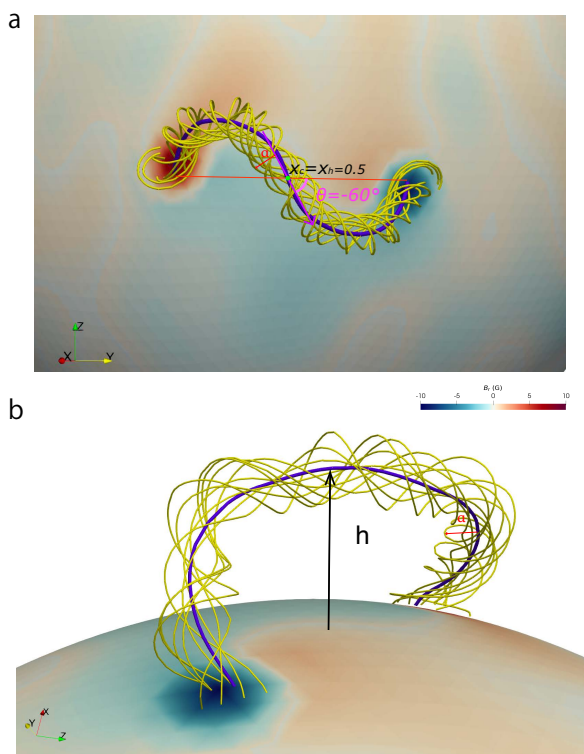 a
a
x_c=x_h=0.5
θ=-60°
Z
X
Y
B_r (G)
-10 -5 0 5 10
b
a
h
X
Y
Z